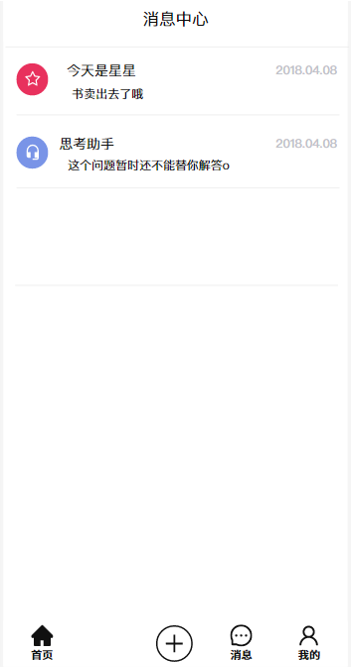 消息中心
今天是星星
2018.04.08
书卖出去了哦
思考助手
2018.04.08
这个问题暂时还不能替你解答o
首页
消息
我的